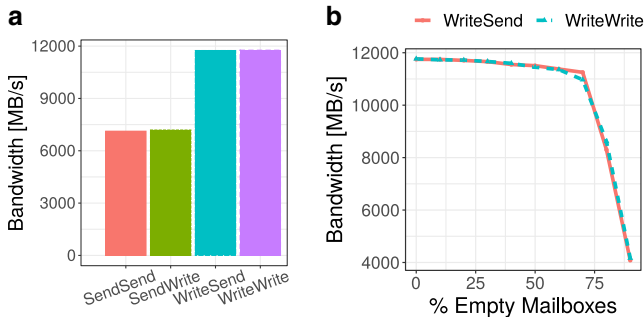 a
Bandwidth [MB/s]
12000
9000
6000
3000
0
SendSend
SendWrite
WriteSend
WriteWrite
b
WriteSend
WriteWrite
Bandwidth [MB/s]
12000
10000
8000
6000
4000
0
25
50
75
% Empty Mailboxes